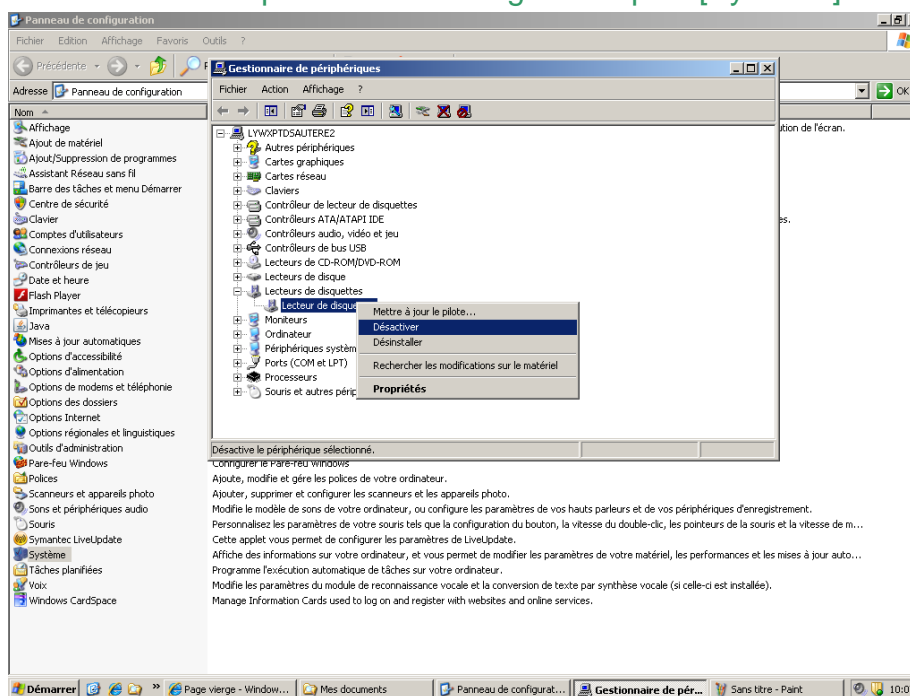 Panneau de configuration
Fichier Edition Affichage Favoris Outils ?
Précédente
Adresse Panneau de configuration OK
Nom
Affichage
Ajout de matériel
Ajout/Suppression de programmes
Assistant Réseau sans fil
Barre des tâches et menu Démarrer
Centre de sécurité
Clavier
Comptes d'utilisateurs
Connexions réseau
Contrôleurs de jeu
Date et heure
Flash Player
Imprimantes et télécopieurs
Java
Mises à jour automatiques
Options d'accessibilité
Options d'alimentation
Options de modems et téléphonie
Options des dossiers
Options Internet
Options régionales et linguistiques
Outils d'administration
Pare-feu Windows
Polices
Scanneurs et appareils photo
Sons et périphériques audio
Souris
Symantec LiveUpdate
Système
Tâches planifiées
Voix
Windows CardSpace
Gestionnaire de périphériques
Fichier Action Affichage ?
LYWXPTDSAUTERE2
Autres périphériques
Cartes graphiques
Cartes réseau
Claviers
Contrôleur de lecteur de disquettes
Contrôleurs ATA/ATAPI IDE
Contrôleurs audio, vidéo et jeu
Contrôleurs de bus USB
Lecteurs de CD-ROM/DVD-ROM
Lecteurs de disque
Lecteurs de disquettes
Lecteur de disqu
Moniteurs
Ordinateur
Périphériques systèm
Ports (COM et LPT)
Processeurs
Souris et autres périp
Mettre à jour le pilote...
Désactiver
Désinstaller
Rechercher les modifications sur le matériel
Propriétés
Désactive le périphérique sélectionné.
ution de l'écran.
es.
Configurer le Pare-feu Windows
Ajoute, modifie et gère les polices de votre ordinateur.
Ajouter, supprimer et configurer les scanneurs et les appareils photo.
Modifie le modèle de sons de votre ordinateur, ou configure les paramètres de vos hauts parleurs et de vos périphériques d'enregistrement.
Personnalisez les paramètres de votre souris tels que la configuration du bouton, la vitesse du double-clic, les pointeurs de la souris et la vitesse de m...
Cette applet vous permet de configurer les paramètres de LiveUpdate.
Affiche des informations sur votre ordinateur, et vous permet de modifier les paramètres de votre matériel, les performances et les mises à jour auto...
Programme l'exécution automatique de tâches sur votre ordinateur.
Modifie les paramètres du module de reconnaissance vocale et la conversion de texte par synthèse vocale (si celle-ci est installée).
Manage Information Cards used to log on and register with websites and online services.
Démarrer » Page vierge - Window... Mes documents Panneau de configurat... Gestionnaire de pér... Sans titre - Paint 10:0